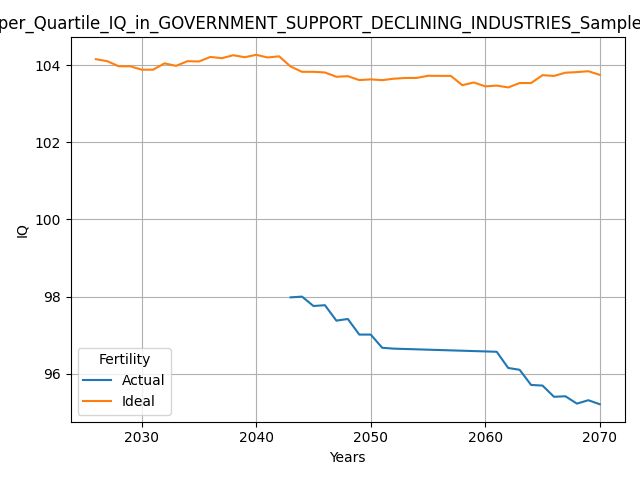 per_Quartile_IQ_in_GOVERNMENT_SUPPORT_DECLINING_INDUSTRIES_Sample
104
102
100
98
96
IQ
Fertility
Actual
Ideal
2030
2040
2050
2060
2070
Years